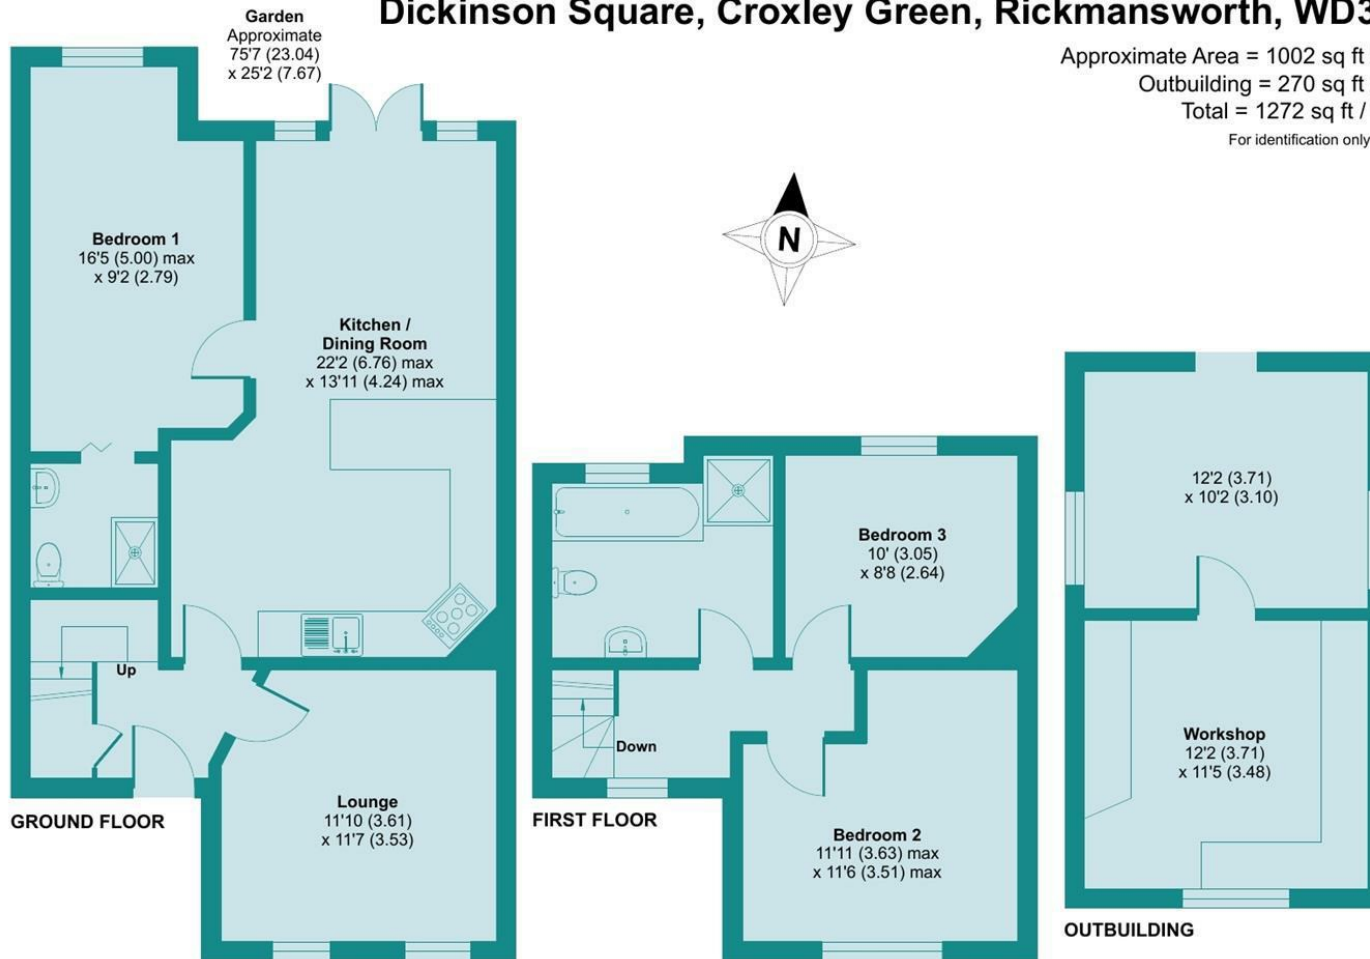 Dickinson Square, Croxley Green, Rickmansworth, WD3
Approximate Area = 1002 sq ft
Outbuilding = 270 sq ft
Total = 1272 sq ft /
For identification only
Garden
Approximate
75'7 (23.04)
x 25'2 (7.67)
N
Bedroom 1
16'5 (5.00) max
x 9'2 (2.79)
Kitchen /
Dining Room
22'2 (6.76) max
x 13'11 (4.24) max
Up
Lounge
11'10 (3.61)
x 11'7 (3.53)
GROUND FLOOR
Bedroom 3
10' (3.05)
x 8'8 (2.64)
Down
Bedroom 2
11'11 (3.63) max
x 11'6 (3.51) max
FIRST FLOOR
12'2 (3.71)
x 10'2 (3.10)
Workshop
12'2 (3.71)
x 11'5 (3.48)
OUTBUILDING